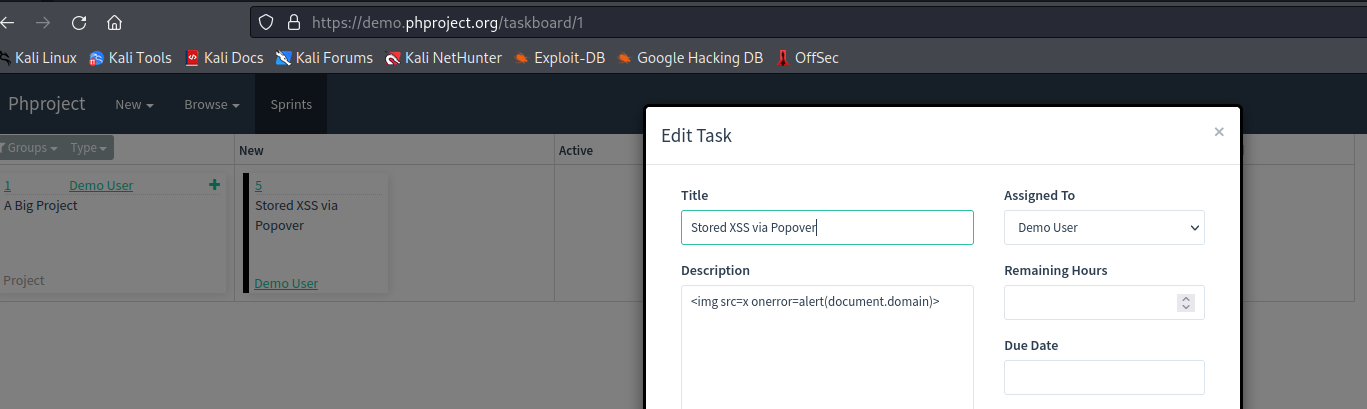 https://demo.phproject.org/taskboard/1
Kali Linux Kali Tools Kali Docs Kali Forums Kali NetHunter Exploit-DB Google Hacking DB OffSec
Phproject New Browse Sprints
Edit Task ×
Groups Type New Active
1 Demo User + 5
A Big Project Stored XSS via
Popover
Project Demo User
Title Assigned To
Stored XSS via Popover Demo User
Description Remaining Hours
<img src=x onerror=alert(document.domain)>
Due Date